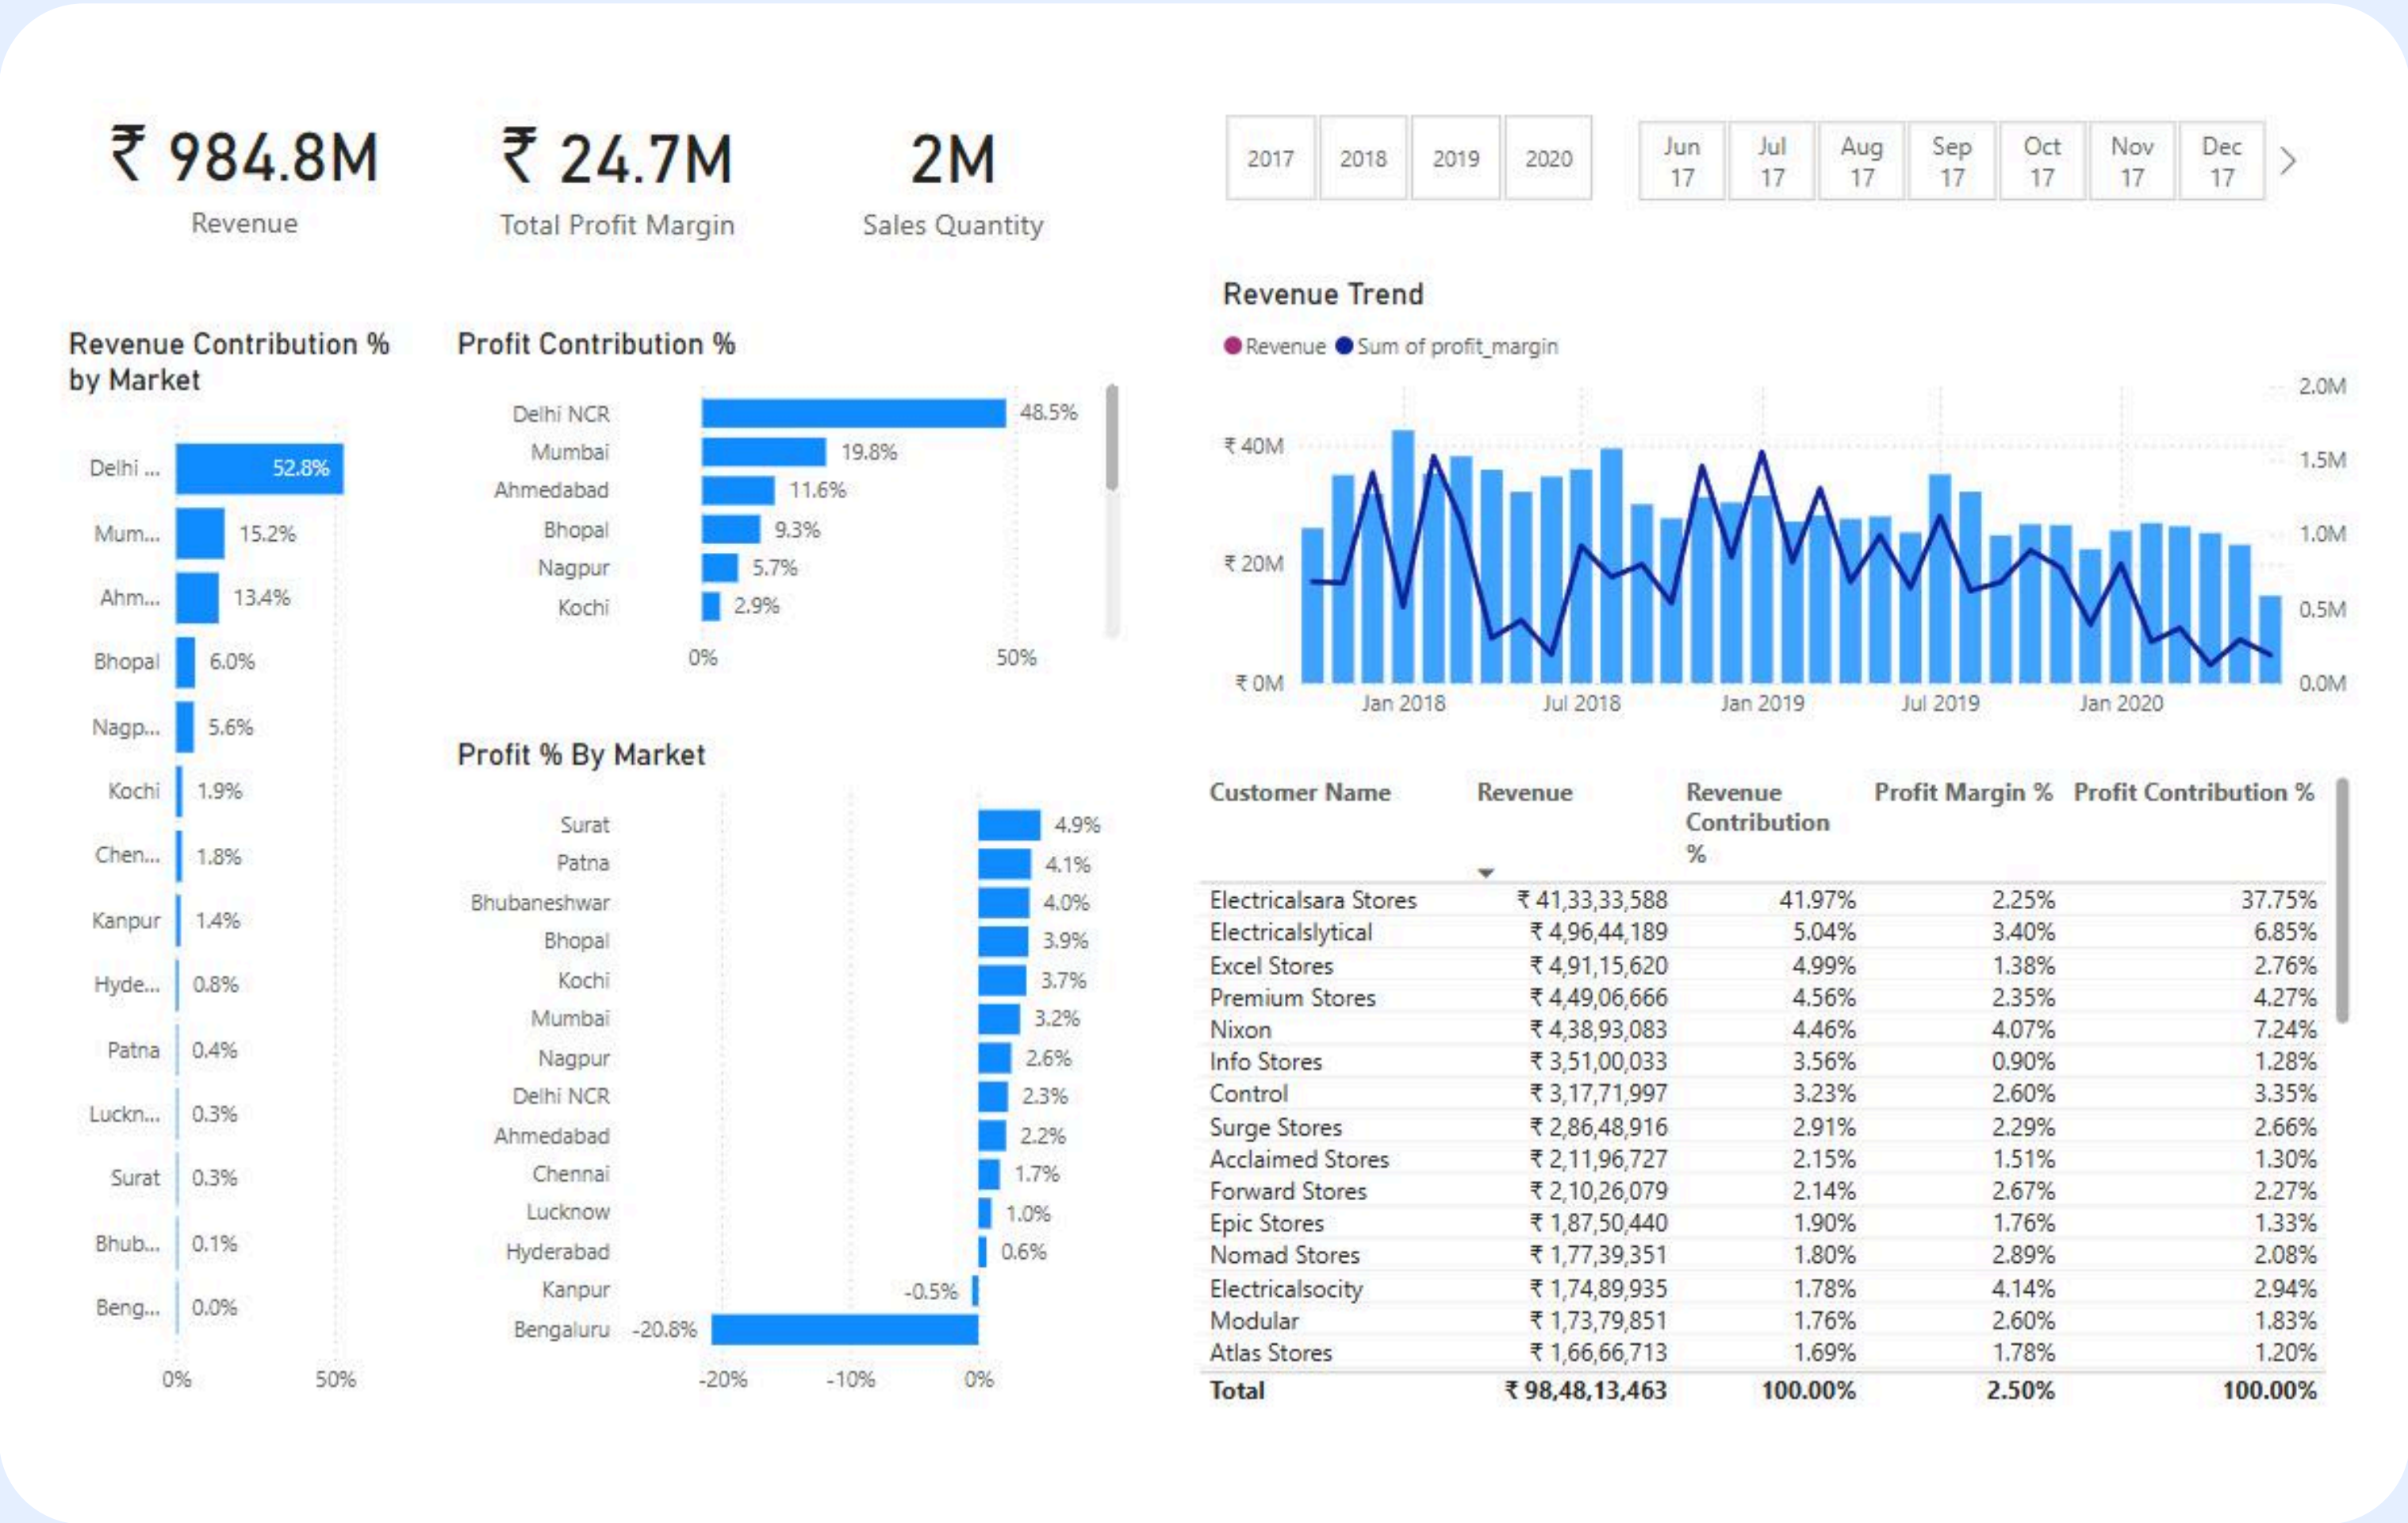 ₹ 984.8M
Revenue
₹ 24.7M
Total Profit Margin
2M
Sales Quantity
2017
2018
2019
2020
Jun
17
Jul
17
Aug
17
Sep
17
Oct
17
Nov
17
Dec
17
Revenue Contribution %
by Market
Delhi ... 52.8%
Mum... 15.2%
Ahm... 13.4%
Bhopal 6.0%
Nagp... 5.6%
Kochi 1.9%
Chen... 1.8%
Kanpur 1.4%
Hyde... 0.8%
Patna 0.4%
Luckn... 0.3%
Surat 0.3%
Bhub... 0.1%
Beng... 0.0%
0% 50%
Profit Contribution %
Delhi NCR 48.5%
Mumbai 19.8%
Ahmedabad 11.6%
Bhopal 9.3%
Nagpur 5.7%
Kochi 2.9%
0% 50%
Profit % By Market
Surat 4.9%
Patna 4.1%
Bhubaneshwar 4.0%
Bhopal 3.9%
Kochi 3.7%
Mumbai 3.2%
Nagpur 2.6%
Delhi NCR 2.3%
Ahmedabad 2.2%
Chennai 1.7%
Lucknow 1.0%
Hyderabad 0.6%
Kanpur -0.5%
Bengaluru -20.8%
-20% -10% 0%
Revenue Trend
Revenue Sum of profit_margin
₹ 40M
₹ 20M
₹ 0M
2.0M
1.5M
1.0M
0.5M
0.0M
Jan 2018 Jul 2018 Jan 2019 Jul 2019 Jan 2020
Customer Name Revenue Revenue Contribution % Profit Margin % Profit Contribution %
Electricalsara Stores ₹ 41,33,33,588 41.97% 2.25% 37.75%
Electricalslytical ₹ 4,96,44,189 5.04% 3.40% 6.85%
Excel Stores ₹ 4,91,15,620 4.99% 1.38% 2.76%
Premium Stores ₹ 4,49,06,666 4.56% 2.35% 4.27%
Nixon ₹ 4,38,93,083 4.46% 4.07% 7.24%
Info Stores ₹ 3,51,00,033 3.56% 0.90% 1.28%
Control ₹ 3,17,71,997 3.23% 2.60% 3.35%
Surge Stores ₹ 2,86,48,916 2.91% 2.29% 2.66%
Acclaimed Stores ₹ 2,11,96,727 2.15% 1.51% 1.30%
Forward Stores ₹ 2,10,26,079 2.14% 2.67% 2.27%
Epic Stores ₹ 1,87,50,440 1.90% 1.76% 1.33%
Nomad Stores ₹ 1,77,39,351 1.80% 2.89% 2.08%
Electricalsocity ₹ 1,74,89,935 1.78% 4.14% 2.94%
Modular ₹ 1,73,79,851 1.76% 2.60% 1.83%
Atlas Stores ₹ 1,66,66,713 1.69% 1.78% 1.20%
Total ₹ 98,48,13,463 100.00% 2.50% 100.00%